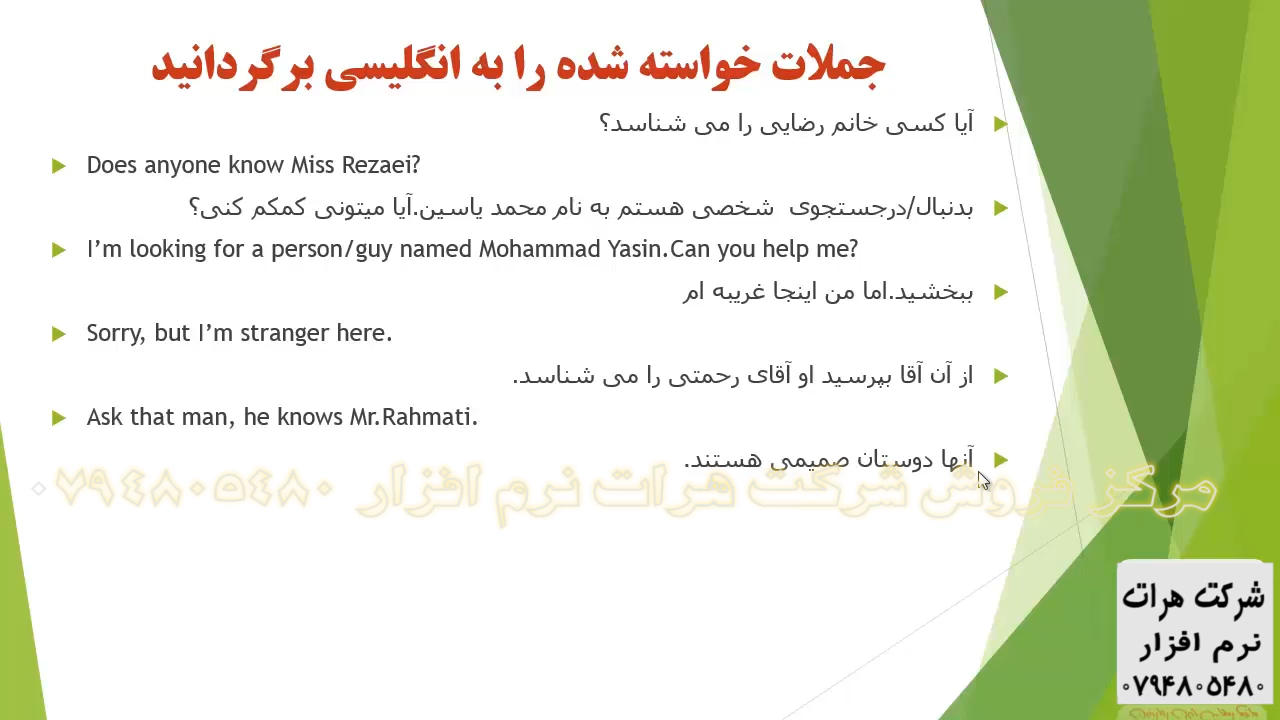 جملات خواسته شده را به انگلیسی برگردانید
آیا کسی خانم رضایی را می شناسد؟
Does anyone know Miss Rezaei?
بدنبال/درجستجوی شخصی هستم به نام محمد یاسین.آیا میتونی کمکم کنی؟
I’m looking for a person/guy named Mohammad Yasin.Can you help me?
ببخشید.اما من اینجا غریبه ام
Sorry, but I’m stranger here.
از آن آقا بپرسید او آقای رحمتی را می شناسد.
Ask that man, he knows Mr.Rahmati.
آنها دوستان صمیمی هستند.
مرکز فروش شرکت هرات نرم افزار ۰۷۹۴۸۰۵۴۸۰
شرکت هرات
نرم افزار
۰۷۹۴۸۰۵۴۸۰